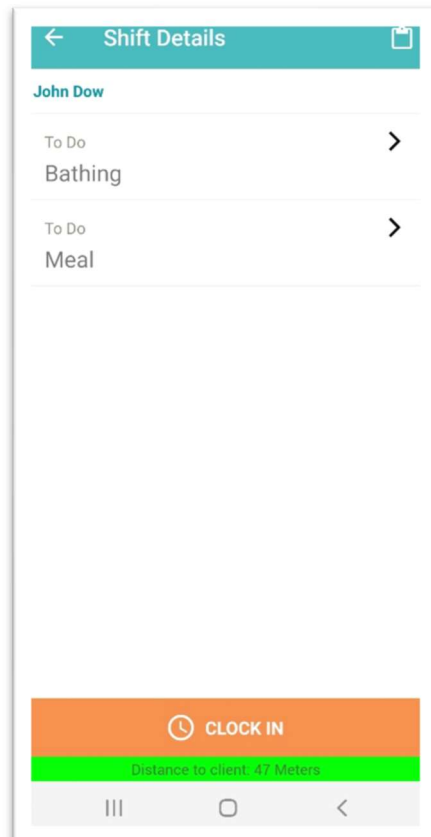 Shift Details
John Dow
To Do
Bathing
To Do
Meal
CLOCK IN
Distance to client: 47 Meters